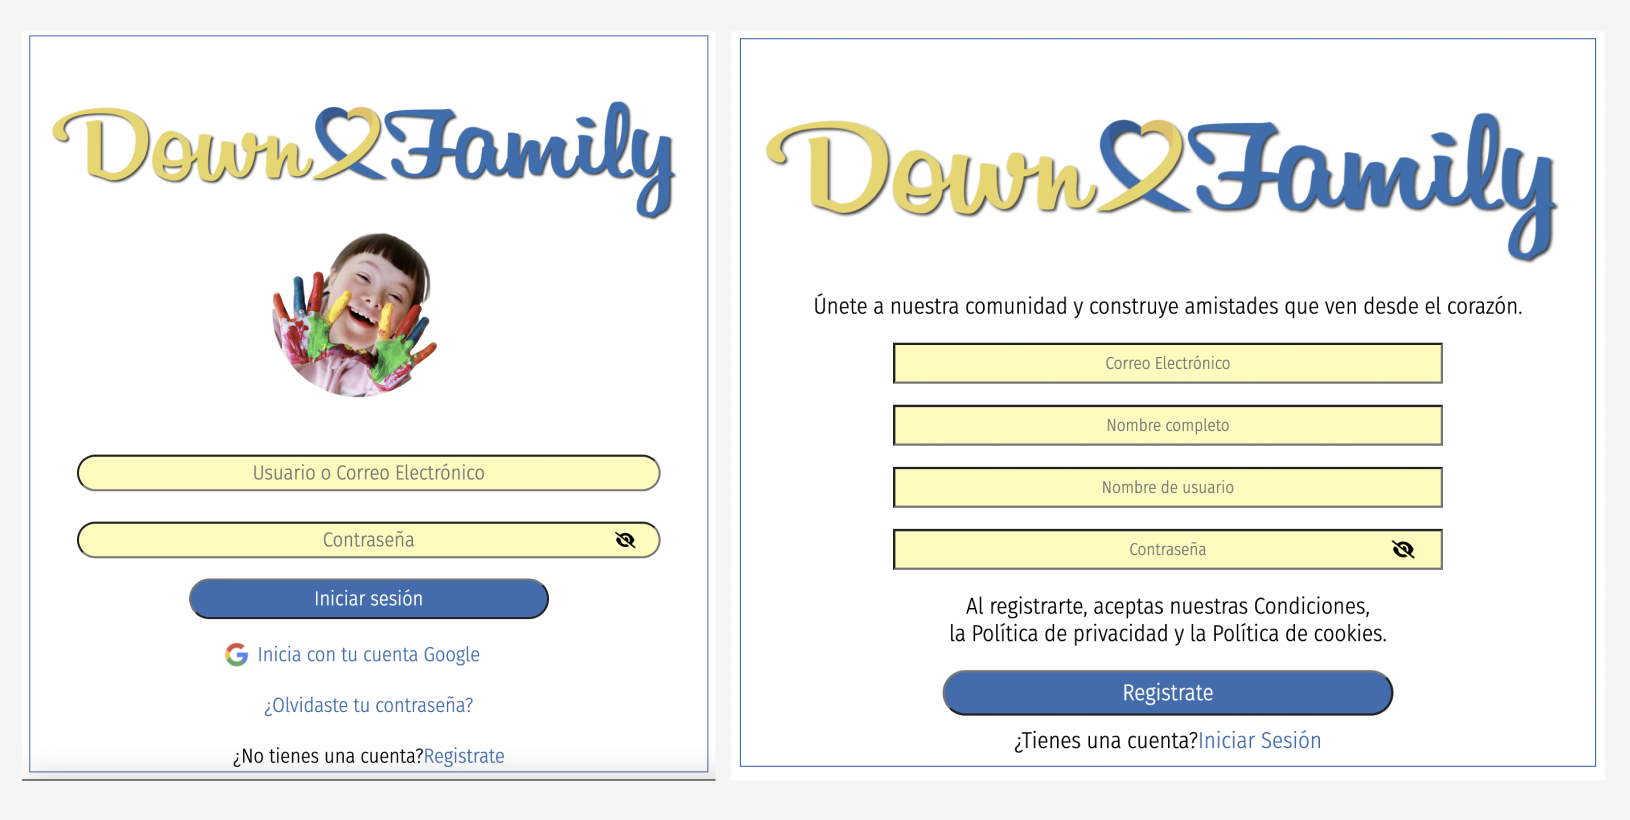 Down Family
Usuario o Correo Electrónico
Contraseña
Iniciar sesión
Inicia con tu cuenta Google
¿Olvidaste tu contraseña?
¿No tienes una cuenta?Registrate
Down Family
Únete a nuestra comunidad y construye amistades que ven desde el corazón.
Correo Electrónico
Nombre completo
Nombre de usuario
Contraseña
Al registrarte, aceptas nuestras Condiciones,
la Política de privacidad y la Política de cookies.
Registrate
¿Tienes una cuenta?Iniciar Sesión